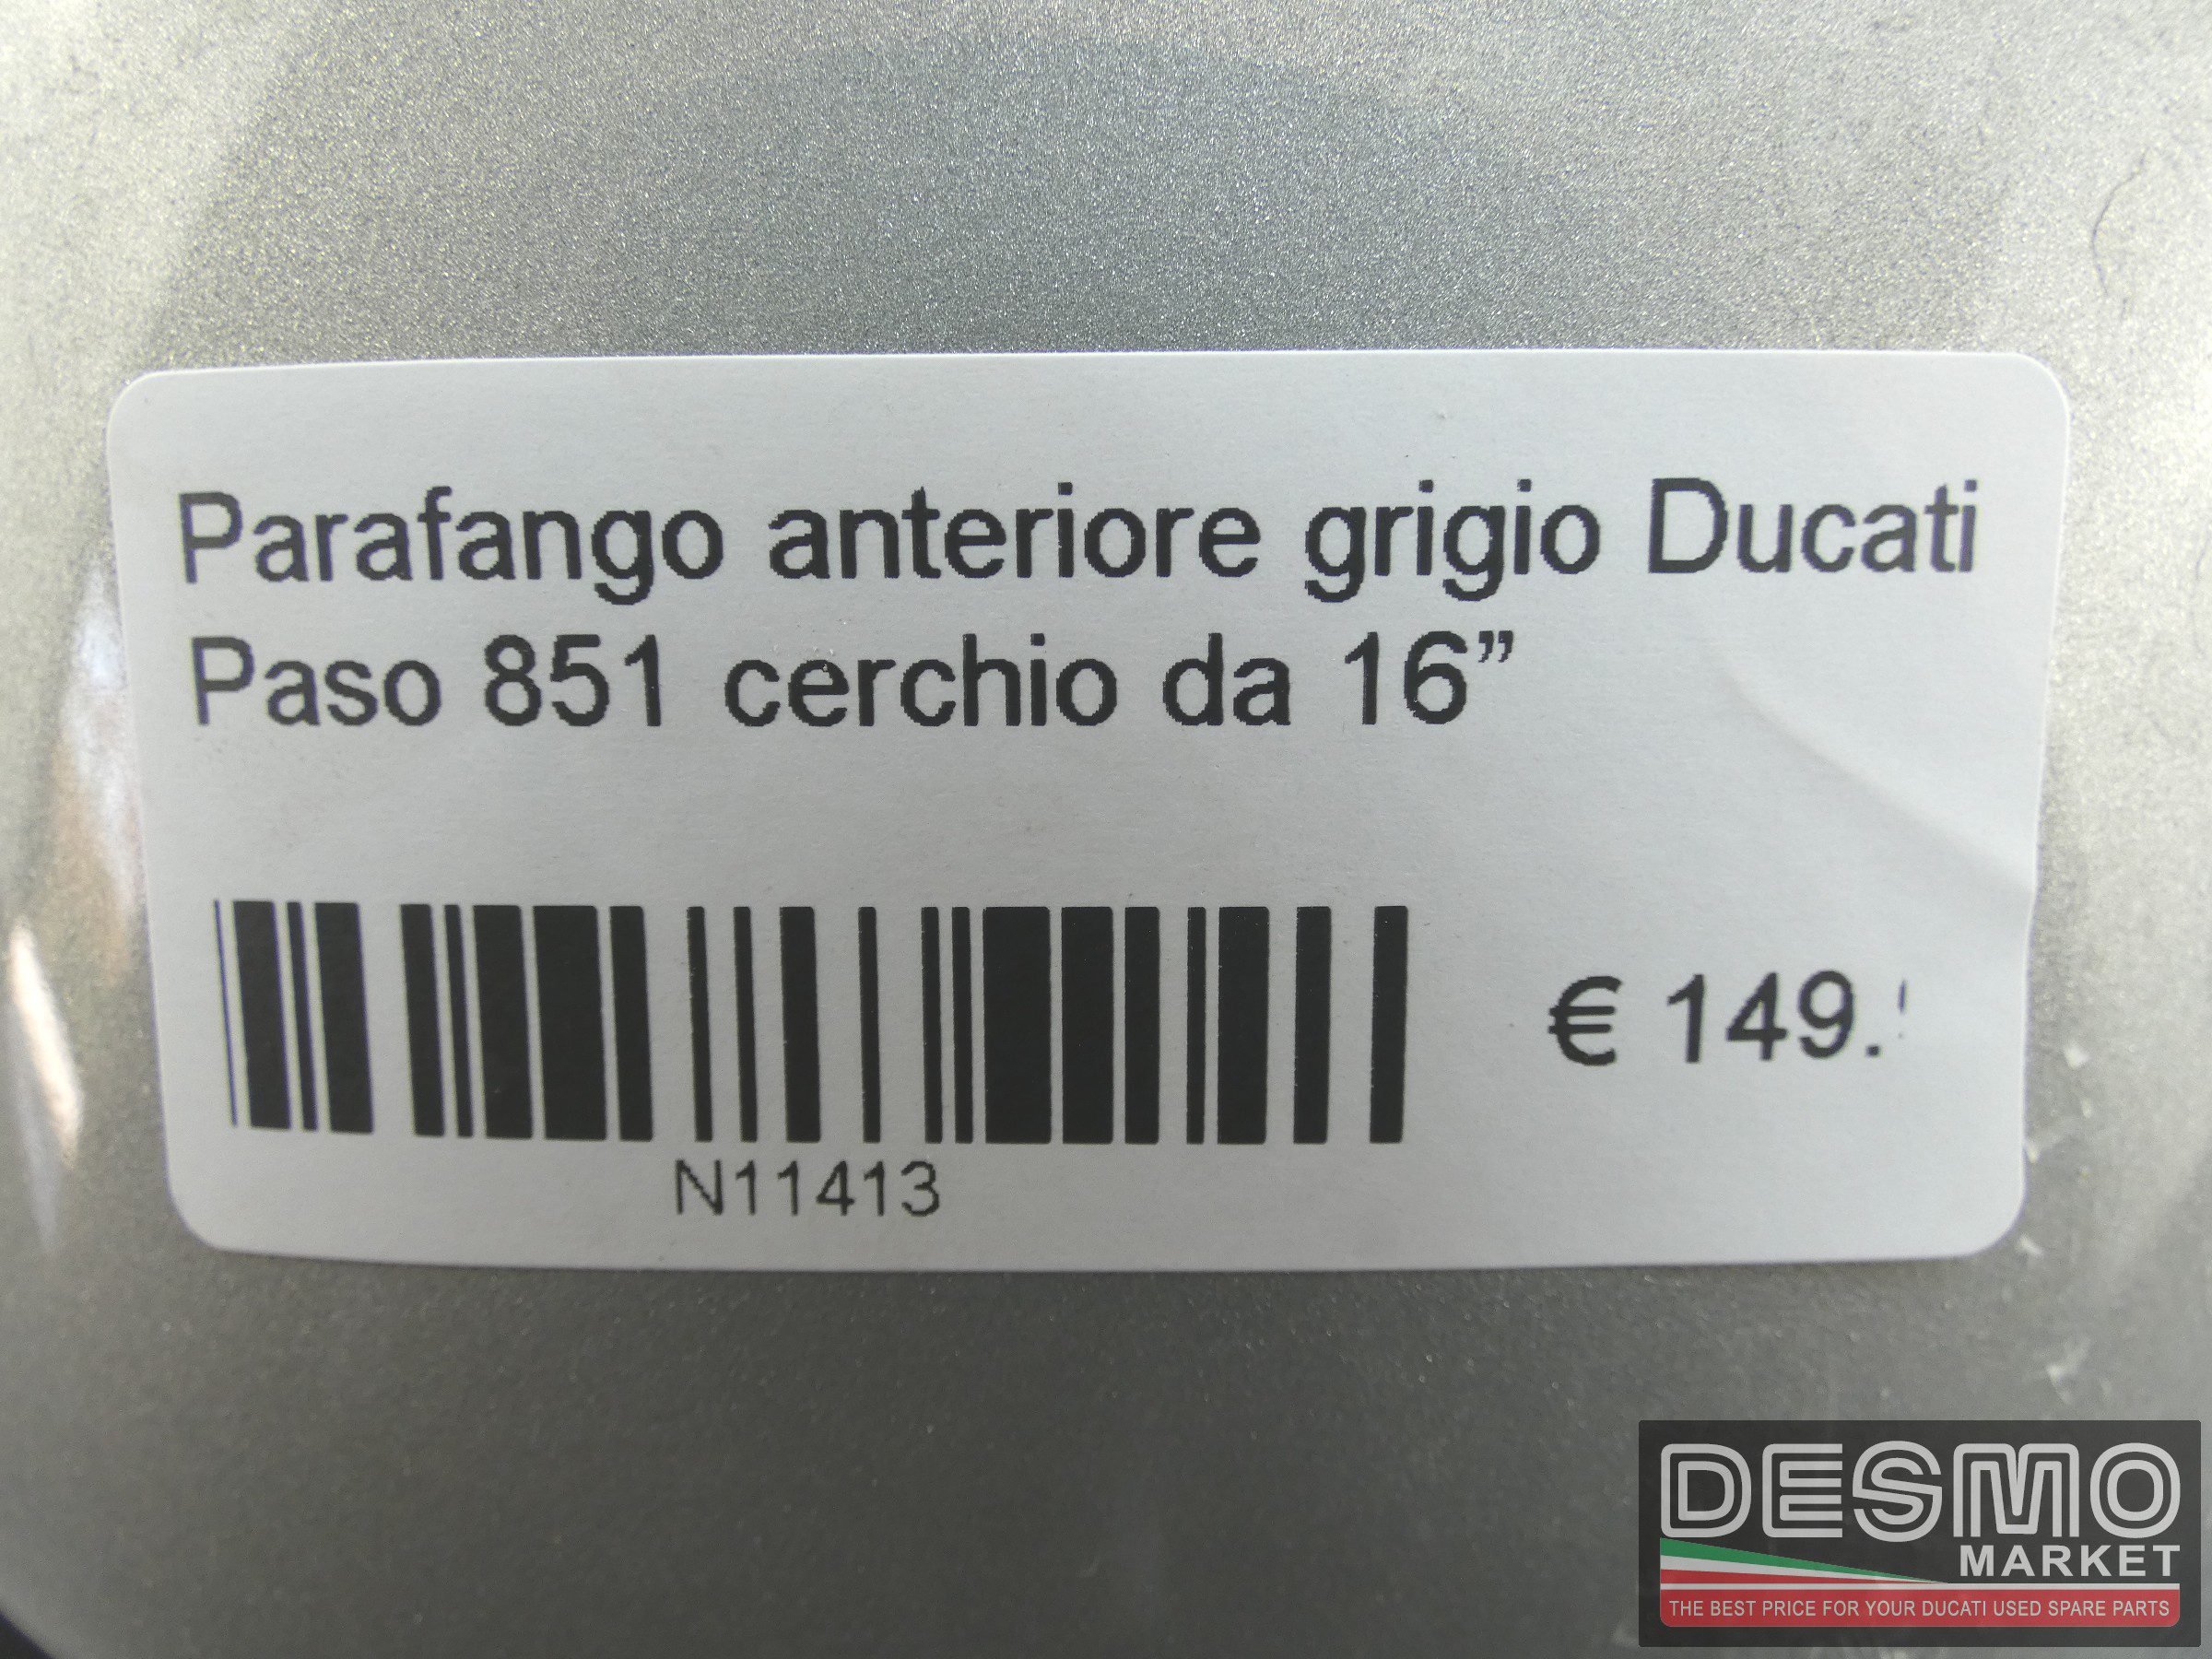 Parafango anteriore grigio Ducati
Paso 851 cerchio da 16”
€ 149.
N11413
DESMO
MARKET
THE BEST PRICE FOR YOUR DUCATI USED SPARE PARTS